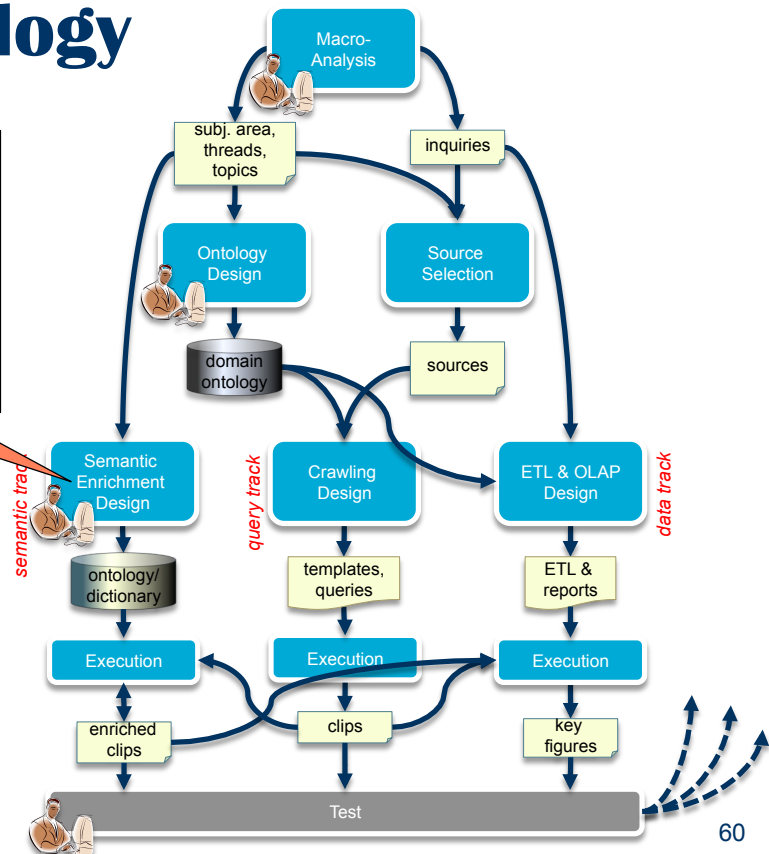 logy
Macro-
Analysis
subj. area,
threads,
topics
inquiries
Ontology
Design
Source
Selection
domain
ontology
sources
Semantic
Enrichment
Design
Crawling
Design
ETL & OLAP
Design
semantic track
query track
data track
ontology/
dictionary
templates,
queries
ETL &
reports
Execution
Execution
Execution
enriched
clips
clips
key
figures
Test
60